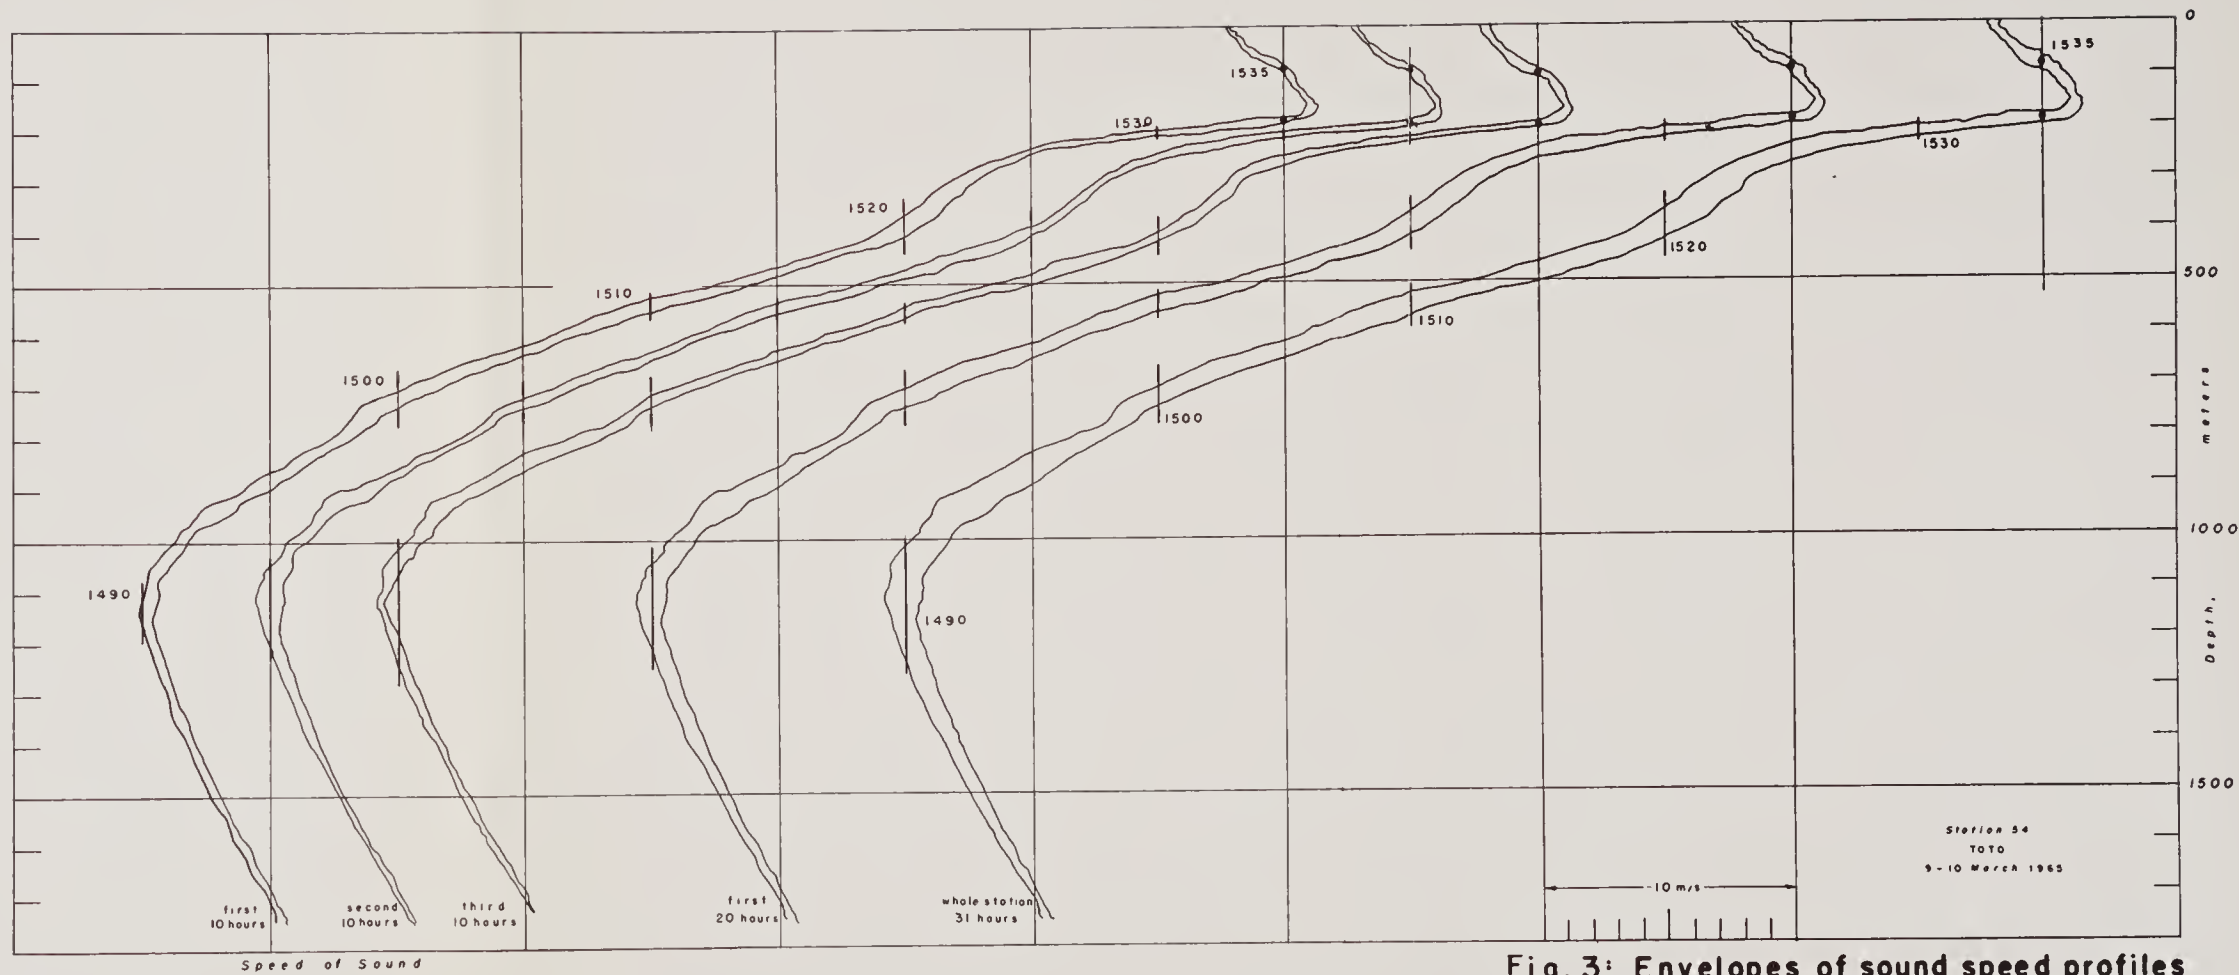 0
1535
1535
1530
1530
1520
1520
500
1510
1510
1500
1500
meters
1000
1490
1490
Depth,
1500
Station 54
TOTO
9-10 March 1965
10 m/s
first
10 hours
second
10 hours
third
10 hours
first
20 hours
whole station
31 hours
Speed of Sound
Fig. 3: Envelopes of sound speed profiles